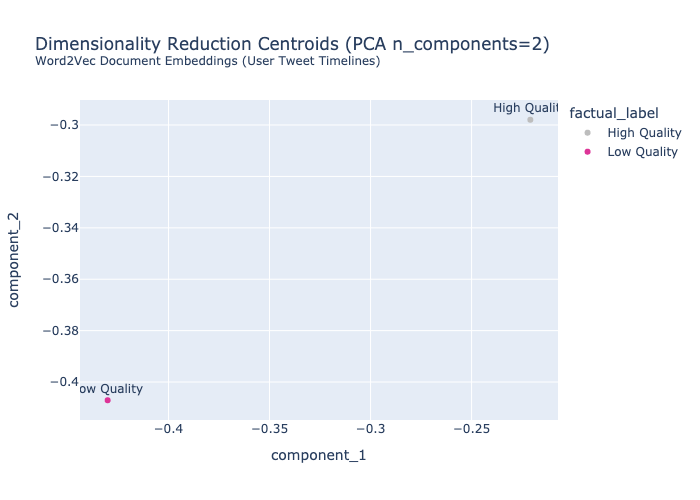 Dimensionality Reduction Centroids (PCA n_components=2)
Word2Vec Document Embeddings (User Tweet Timelines)
High Qualit
factual_label
High Quality
Low Quality
−0.3
−0.32
−0.34
−0.36
−0.38
−0.4
component_2
ow Quality
−0.4
−0.35
−0.3
−0.25
component_1